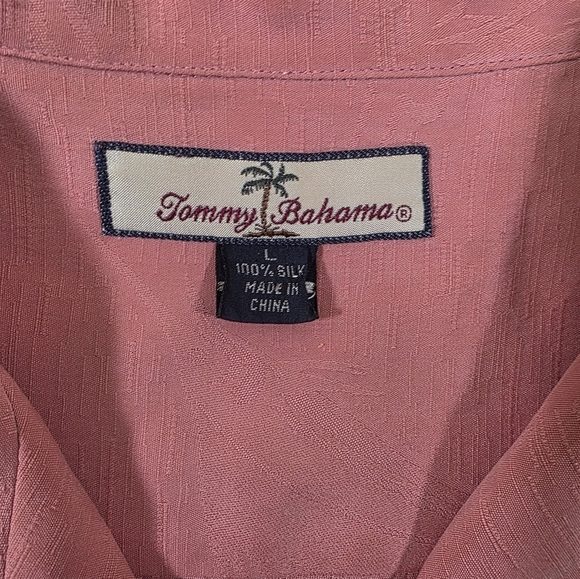 Tommy Bahama®
L
100% SILK
MADE IN
CHINA